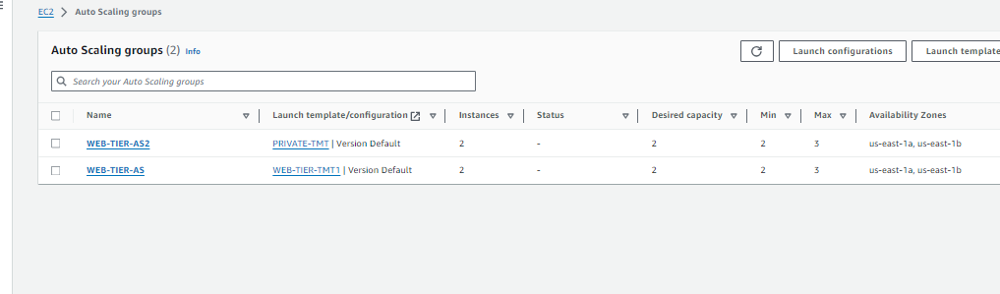 EC2 > Auto Scaling groups
Auto Scaling groups (2) Info
Launch configurations
Launch template
Search your Auto Scaling groups
Name Launch template/configuration Instances Status Desired capacity Min Max Availability Zones
WEB-TIER-AS2 PRIVATE-TMT | Version Default 2 - 2 2 3 us-east-1a, us-east-1b
WEB-TIER-AS WEB-TIER-TMT1 | Version Default 2 - 2 2 3 us-east-1a, us-east-1b